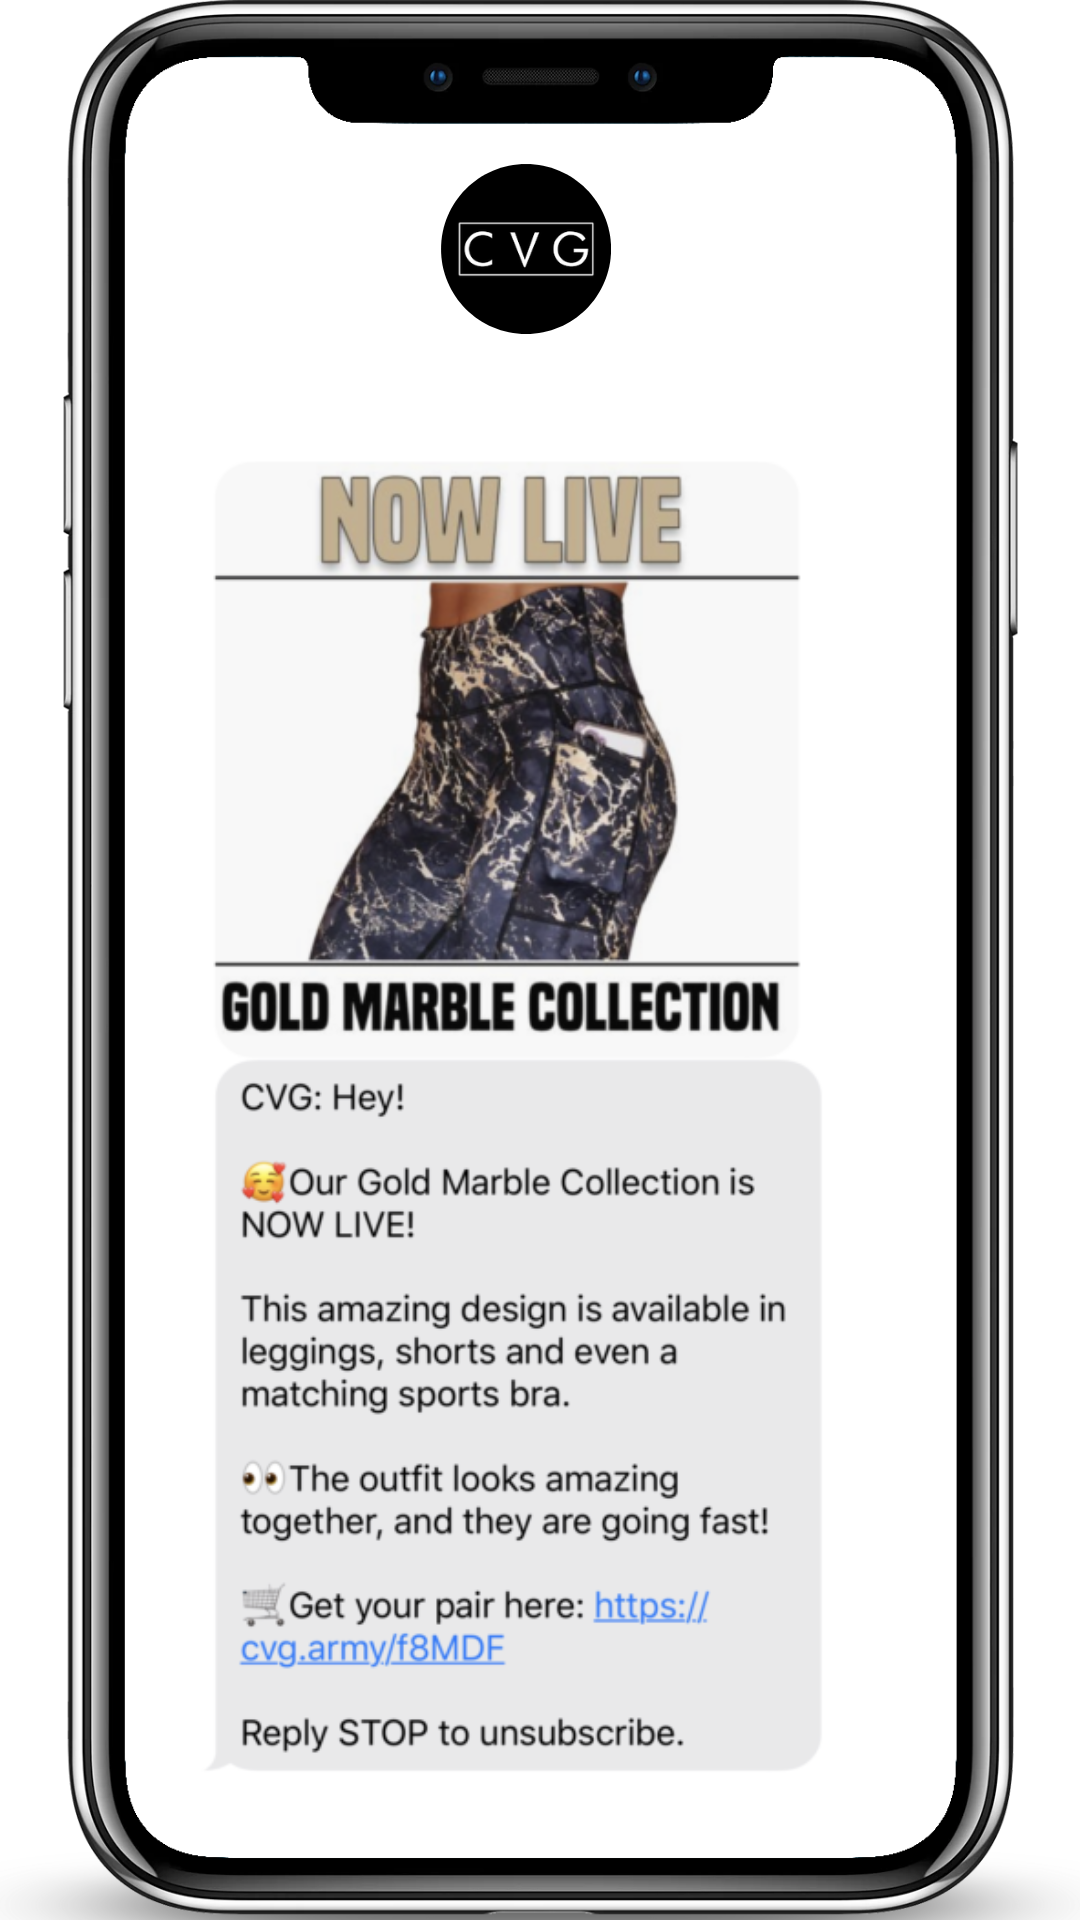 CVG
NOW LIVE
GOLD MARBLE COLLECTION
CVG: Hey!
🥰Our Gold Marble Collection is
NOW LIVE!
This amazing design is available in
leggings, shorts and even a
matching sports bra.
👀The outfit looks amazing
together, and they are going fast!
🛒Get your pair here: https://
cvg.army/f8MDF
Reply STOP to unsubscribe.